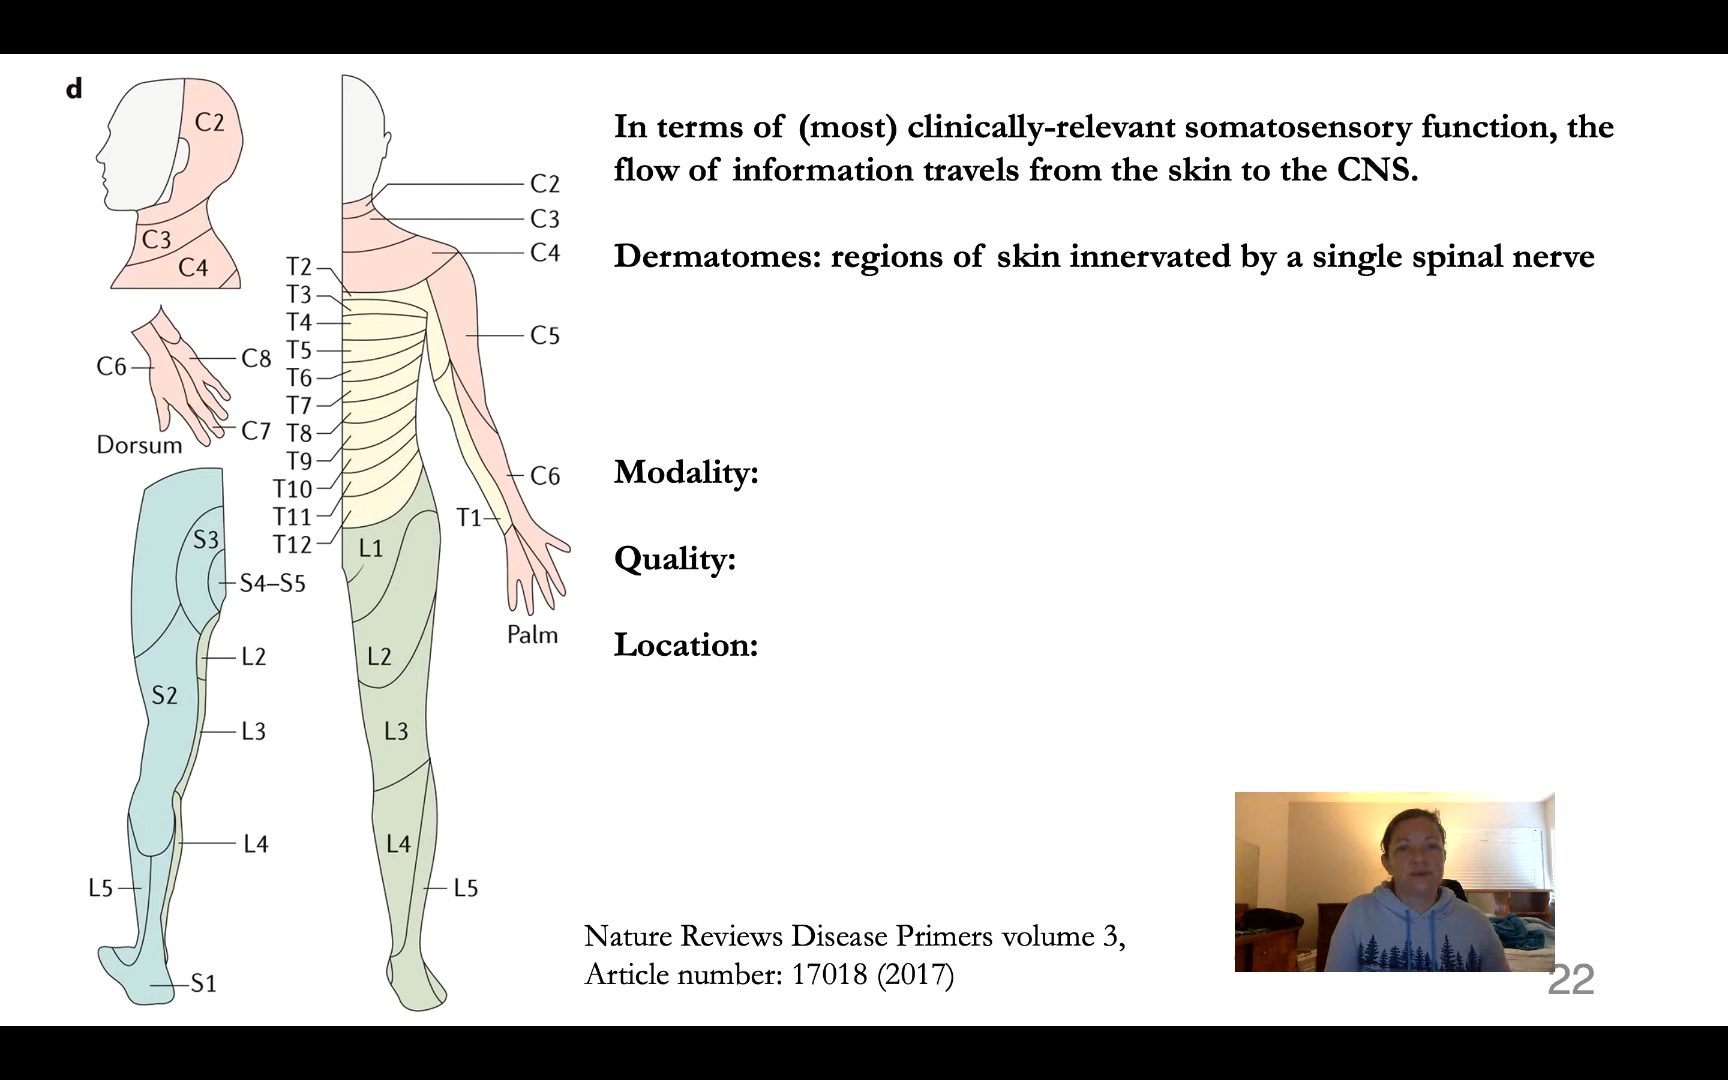 d
C2
C3
C4
C6
C8
C7
Dorsum
S3
S4–S5
L2
S2
L3
L4
L5
S1
C2
C3
C4
T2
T3
T4
T5
C5
T6
T7
T8
T9
C6
T10
T11
T1
T12
L1
Palm
L2
L3
L4
L5
In terms of (most) clinically-relevant somatosensory function, the
flow of information travels from the skin to the CNS.
Dermatomes: regions of skin innervated by a single spinal nerve
Modality:
Quality:
Location:
Nature Reviews Disease Primers volume 3,
Article number: 17018 (2017)
22